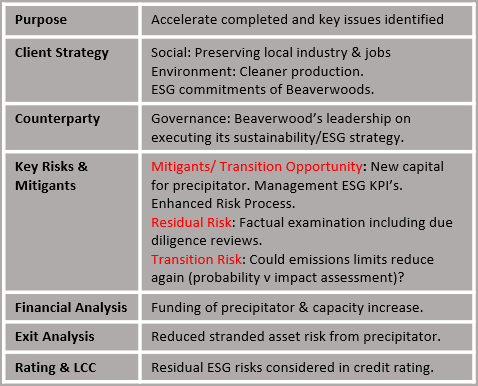 Purpose
Accelerate completed and key issues identified
Client Strategy
Social: Preserving local industry & jobs
Environment: Cleaner production.
ESG commitments of Beaverwoods.
Counterparty
Governance: Beaverwood’s leadership on
executing its sustainability/ESG strategy.
Key Risks &
Mitigants
Mitigants/ Transition Opportunity: New capital
for precipitator. Management ESG KPI’s.
Enhanced Risk Process.
Residual Risk: Factual examination including due
diligence reviews.
Transition Risk: Could emissions limits reduce
again (probability v impact assessment)?
Financial Analysis
Funding of precipitator & capacity increase.
Exit Analysis
Reduced stranded asset risk from precipitator.
Rating & LCC
Residual ESG risks considered in credit rating.